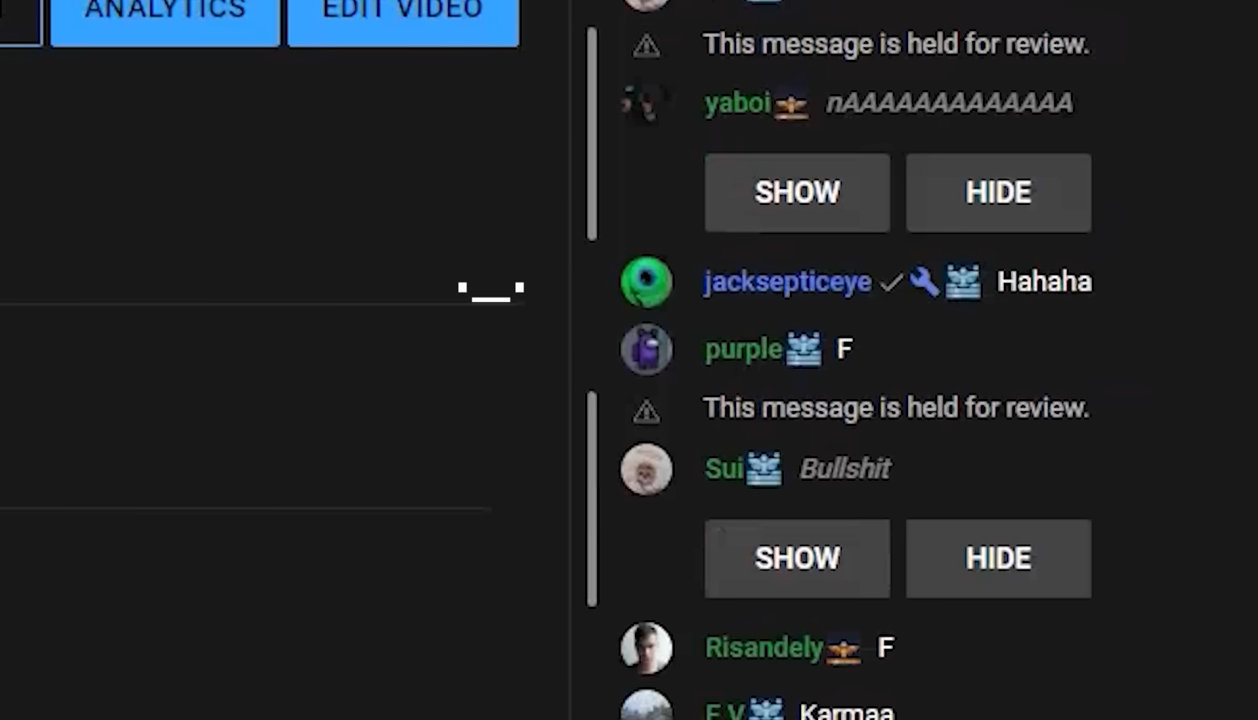 ANALYTICS
EDIT VIDEO
._.
This message is held for review.
yaboi nAAAAAAAAAAAAA
SHOW HIDE
jacksepticeye Hahaha
purple F
This message is held for review.
Sui Bullshit
SHOW HIDE
Risandely F
F V Karmaa